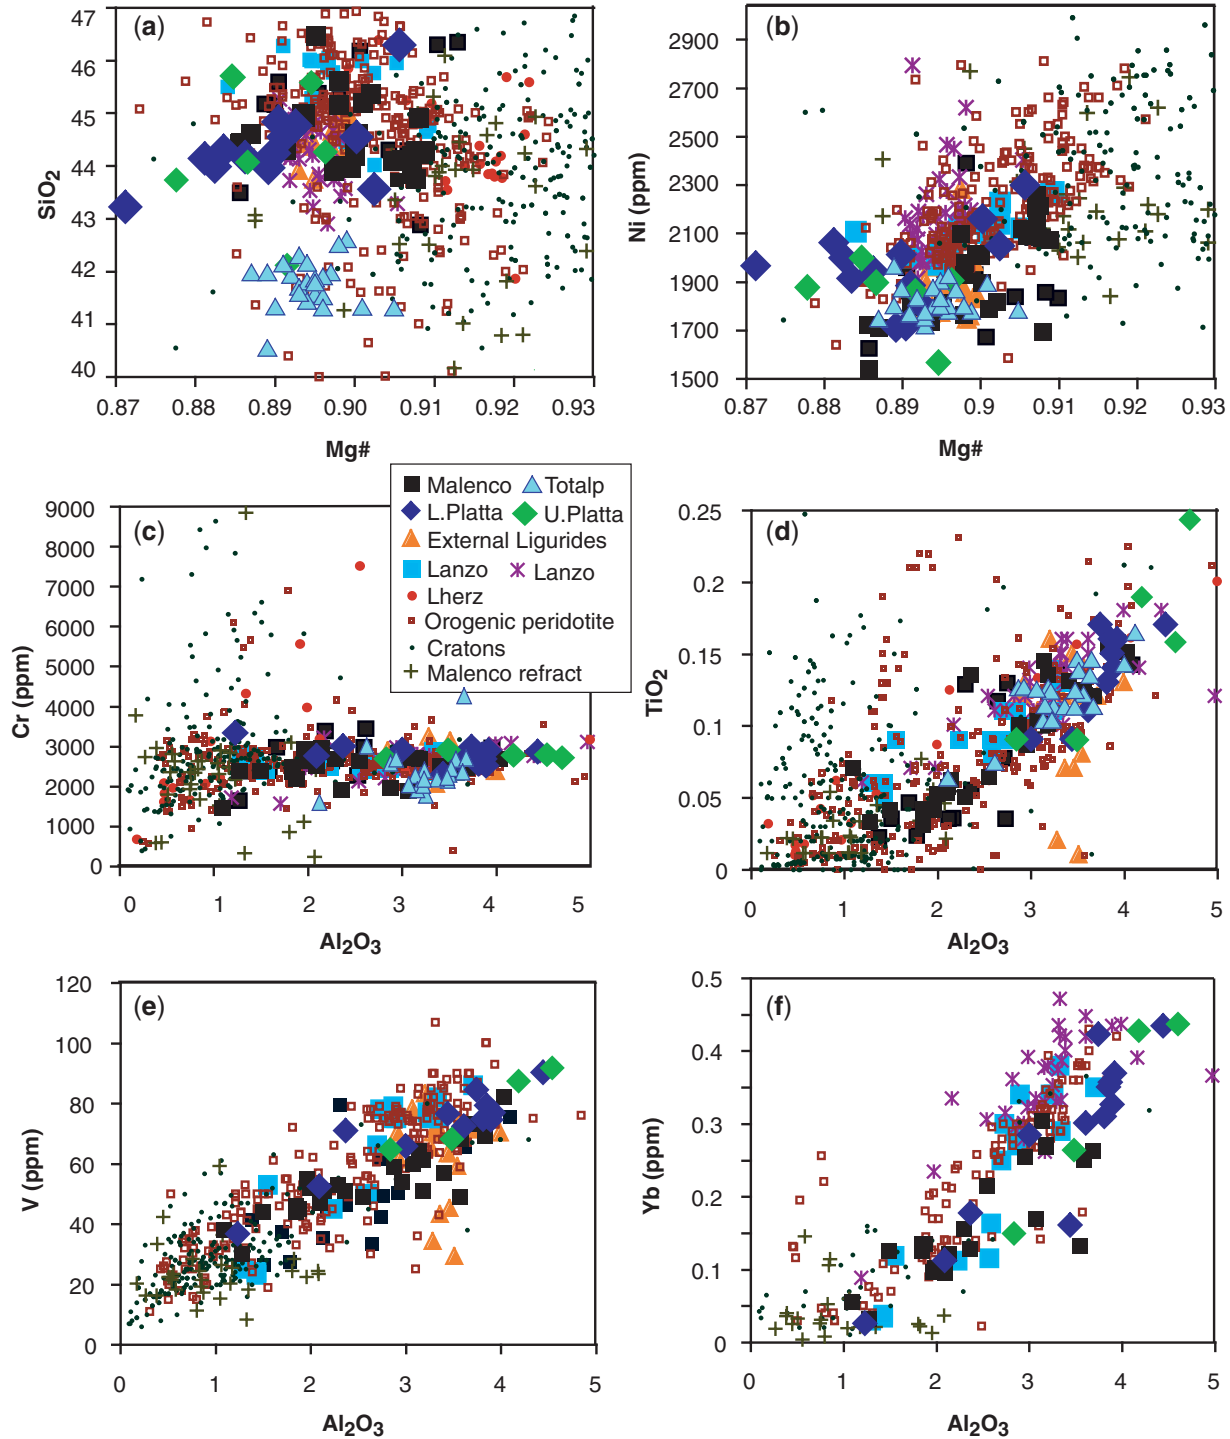 (a)
47
46
45
44
43
42
41
40
SiO2
0.87 0.88 0.89 0.90 0.91 0.92 0.93
Mg#
(b)
2900
2700
2500
2300
2100
1900
1700
1500
Ni (ppm)
0.87 0.88 0.89 0.9 0.91 0.92 0.93
Mg#
Malenco Totalp
L.Platta U.Platta
External Ligurides
Lanzo Lanzo
Lherz
Orogenic peridotite
Cratons
Malenco refract
(c)
9000
8000
7000
6000
5000
4000
3000
2000
1000
0
Cr (ppm)
0 1 2 3 4 5
Al2O3
(d)
0.25
0.2
0.15
0.1
0.05
0
TiO2
0 1 2 3 4 5
Al2O3
(e)
120
100
80
60
40
20
0
V (ppm)
0 1 2 3 4 5
Al2O3
(f)
0.5
0.4
0.3
0.2
0.1
0
Yb (ppm)
0 1 2 3 4 5
Al2O3